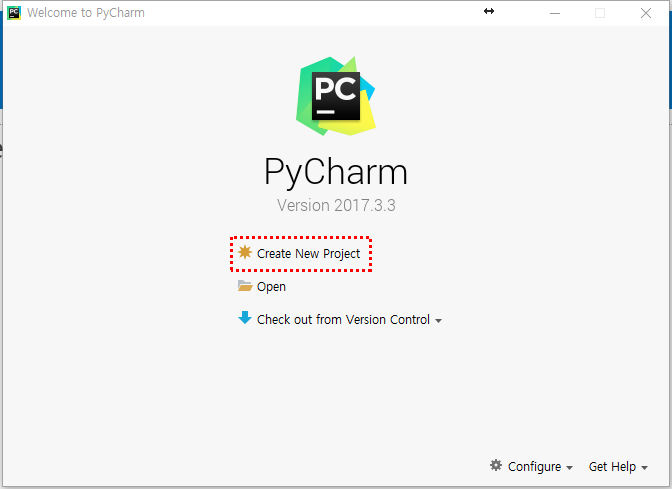 Welcome to PyCharm
PC
PyCharm
Version 2017.3.3
Create New Project
Open
Check out from Version Control
Configure
Get Help